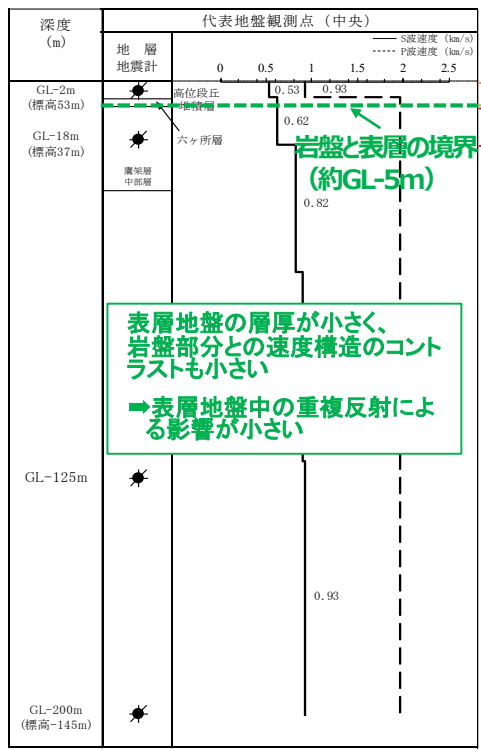 深度
(m)
代表地盤観測点（中央）
地　層
地震計
S波速度（km/s）
P波速度（km/s）
0 0.5 1 1.5 2 2.5
GL-2m
(標高53m)
高位段丘
堆積層
0.53
0.93
GL-18m
(標高37m)
六ヶ所層
0.62
岩盤と表層の境界
（約GL-5m）
鷹架層
中部層
0.82
表層地盤の層厚が小さく、
岩盤部分との速度構造のコント
ラストも小さい
➡表層地盤中の重複反射によ
る影響が小さい
GL-125m
0.93
GL-200m
(標高-145m)